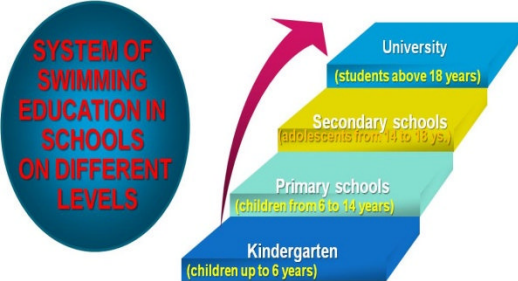 SYSTEM OF
SWIMMING
EDUCATION IN
SCHOOLS
ON DIFFERENT
LEVELS
University
(students above 18 years)
Secondary schools
(adolescents from 14 to 18 ys.)
Primary schools
(children from 6 to 14 years)
Kindergarten
(children up to 6 years)